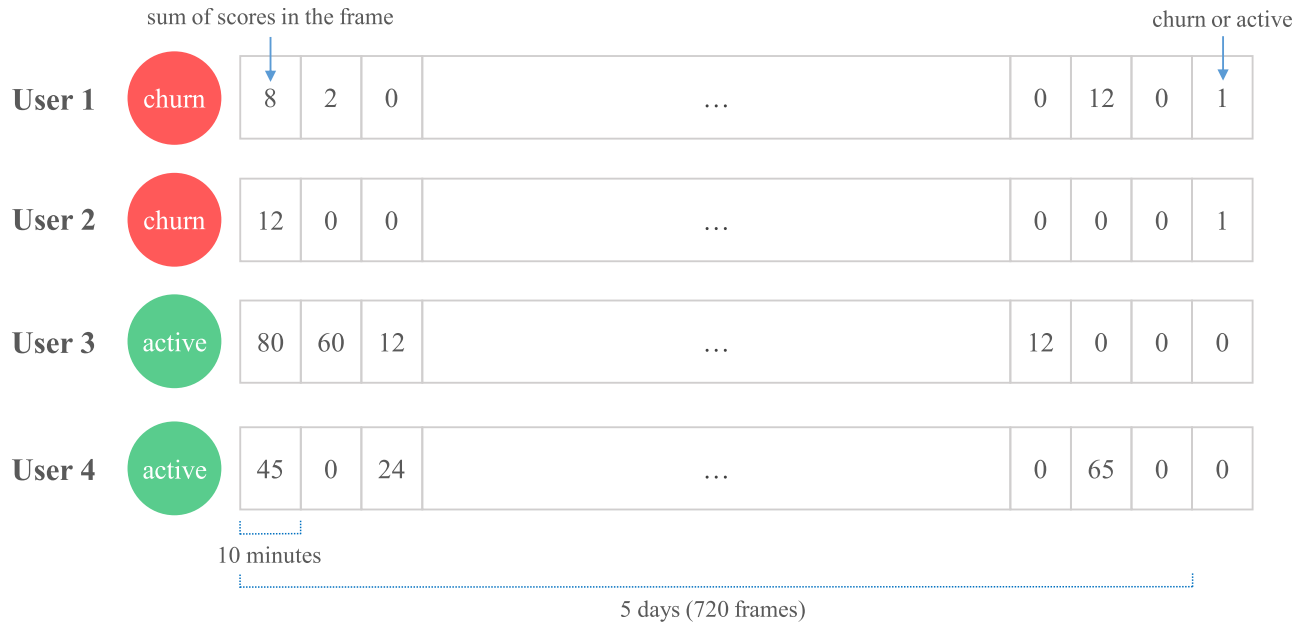 sum of scores in the frame
churn or active
User 1 churn 8 2 0 ... 0 12 0 1
User 2 churn 12 0 0 ... 0 0 0 1
User 3 active 80 60 12 ... 12 0 0 0
User 4 active 45 0 24 ... 0 65 0 0
10 minutes
5 days (720 frames)